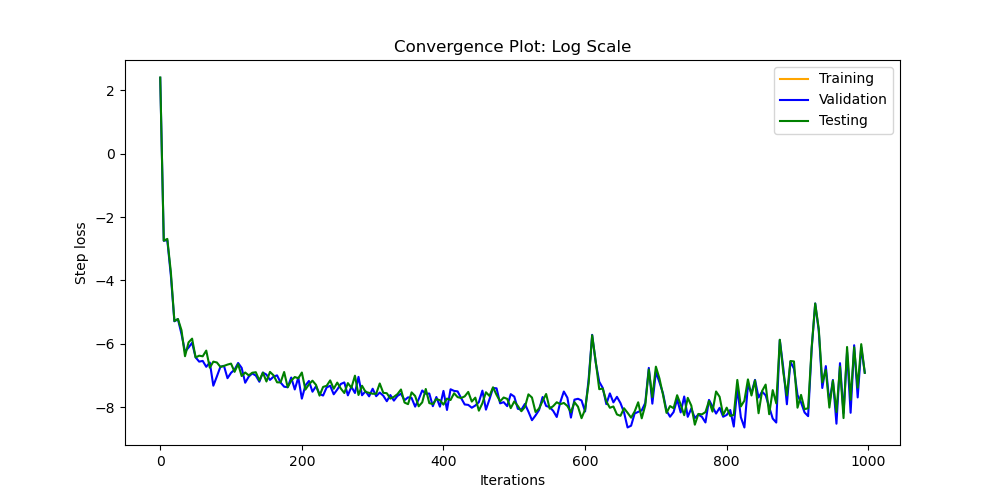 Convergence Plot: Log Scale
Training
Validation
Testing
Step loss
2
0
−2
−4
−6
−8
0 200 400 600 800 1000
Iterations